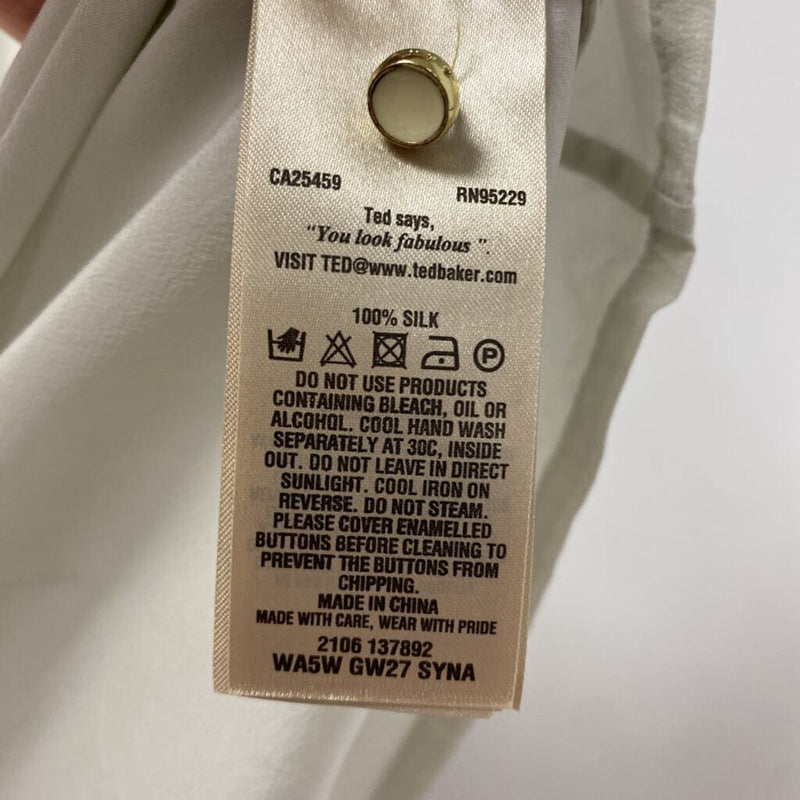 CA25459 RN95229
Ted says,
"You look fabulous ".
VISIT TED@www.tedbaker.com
100% SILK
P
DO NOT USE PRODUCTS
CONTAINING BLEACH, OIL OR
ALCOHOL. COOL HAND WASH
SEPARATELY AT 30C, INSIDE
OUT. DO NOT LEAVE IN DIRECT
SUNLIGHT. COOL IRON ON
REVERSE. DO NOT STEAM.
PLEASE COVER ENAMELLED
BUTTONS BEFORE CLEANING TO
PREVENT THE BUTTONS FROM
CHIPPING.
MADE IN CHINA
MADE WITH CARE, WEAR WITH PRIDE
2106 137892
WA5W GW27 SYNA